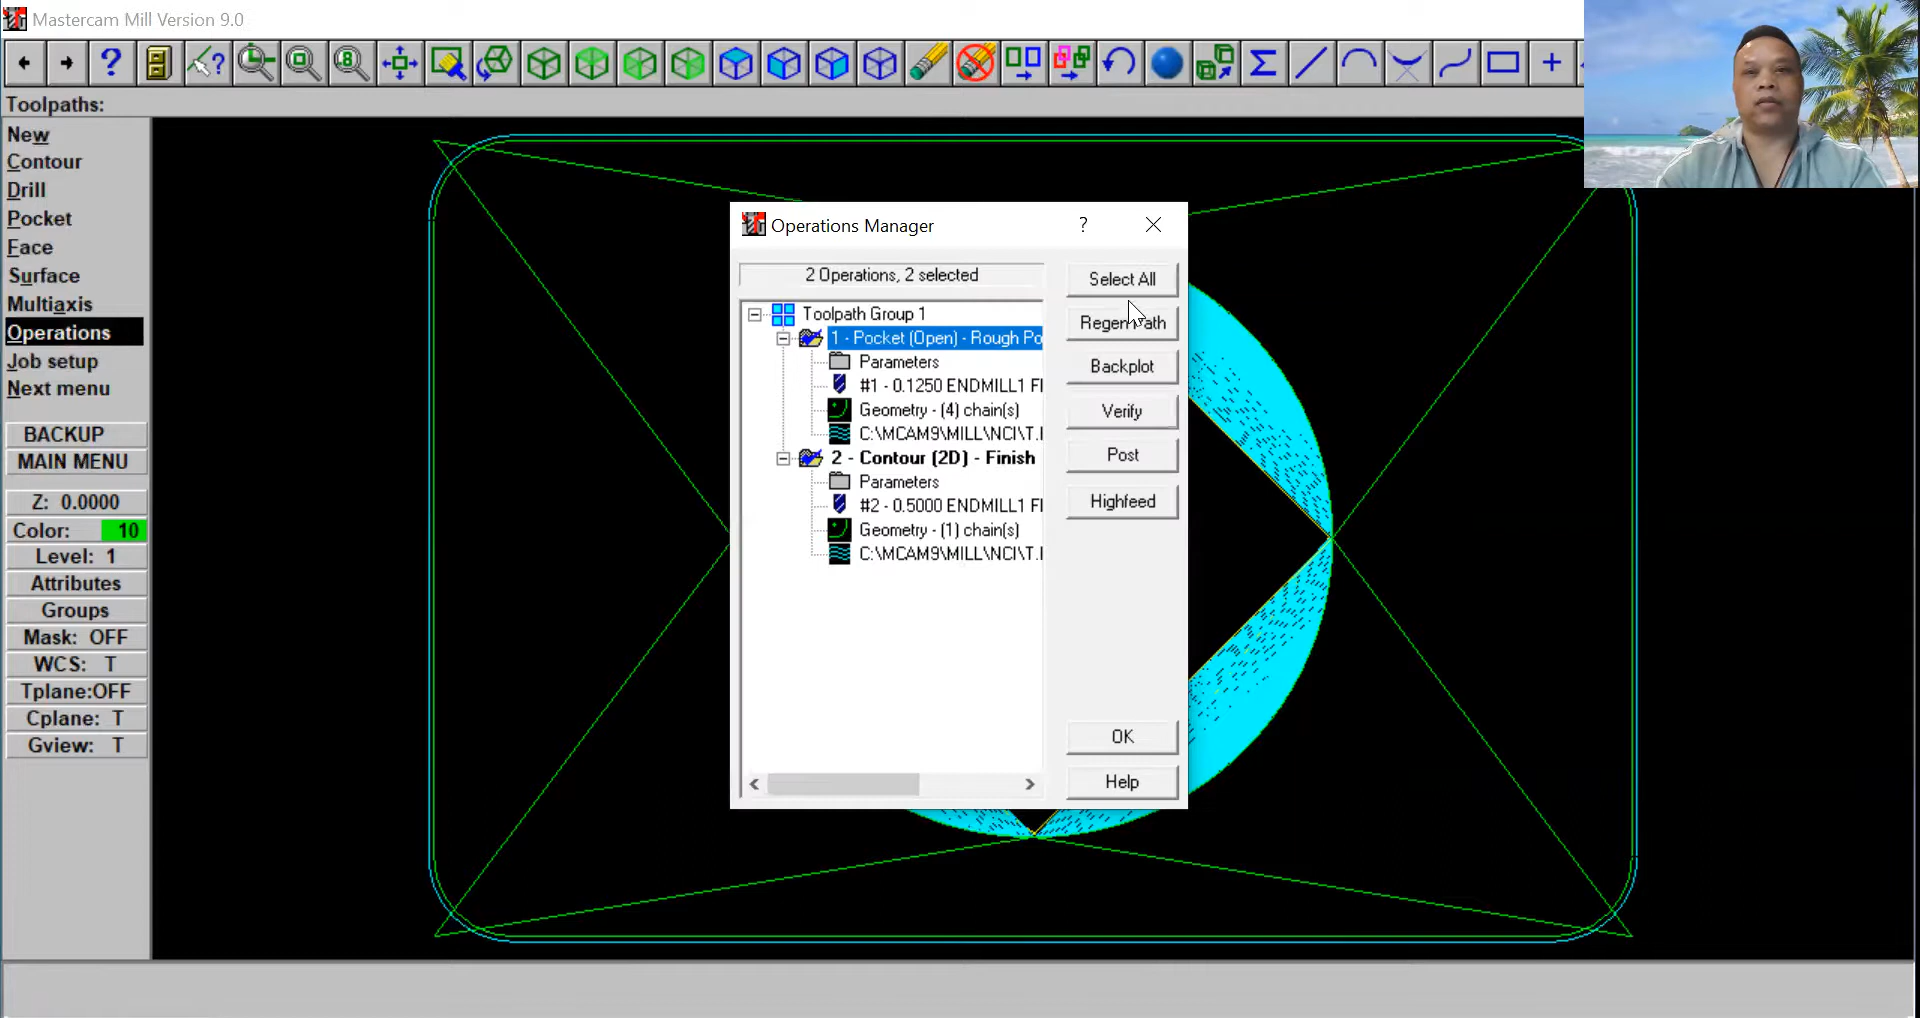 Mastercam Mill Version 9.0
Toolpaths:
New
Contour
Drill
Pocket
Face
Surface
Multiaxis
Operations
Job setup
Next menu
BACKUP
MAIN MENU
Z: 0.0000
Color: 10
Level: 1
Attributes
Groups
Mask: OFF
WCS: T
Tplane:OFF
Cplane: T
Gview: T
Operations Manager
2 Operations, 2 selected
Toolpath Group 1
1 - Pocket (Open) - Rough Po
Parameters
#1 - 0.1250 ENDMILL1 Fl
Geometry - (4) chain(s)
C:\MCAM9\MILL\NCI\T.
2 - Contour (2D) - Finish
Parameters
#2 - 0.5000 ENDMILL1 Fl
Geometry - (1) chain(s)
C:\MCAM9\MILL\NCI\T.
Select All
Regen Path
Backplot
Verify
Post
Highfeed
OK
Help